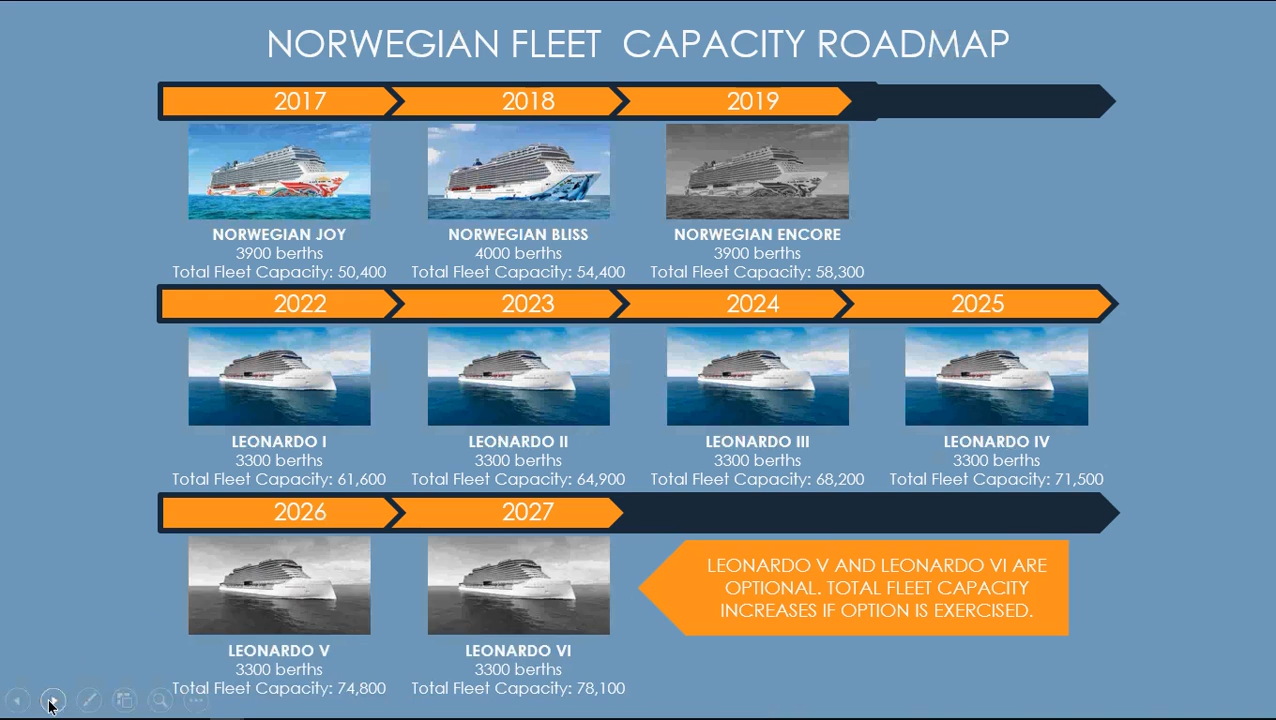 NORWEGIAN FLEET CAPACITY ROADMAP
2017 2018 2019
NORWEGIAN JOY
3900 berths
Total Fleet Capacity: 50,400
NORWEGIAN BLISS
4000 berths
Total Fleet Capacity: 54,400
NORWEGIAN ENCORE
3900 berths
Total Fleet Capacity: 58,300
2022 2023 2024 2025
LEONARDO I
3300 berths
Total Fleet Capacity: 61,600
LEONARDO II
3300 berths
Total Fleet Capacity: 64,900
LEONARDO III
3300 berths
Total Fleet Capacity: 68,200
LEONARDO IV
3300 berths
Total Fleet Capacity: 71,500
2026 2027
LEONARDO V
3300 berths
Total Fleet Capacity: 74,800
LEONARDO VI
3300 berths
Total Fleet Capacity: 78,100
LEONARDO V AND LEONARDO VI ARE
OPTIONAL. TOTAL FLEET CAPACITY
INCREASES IF OPTION IS EXERCISED.